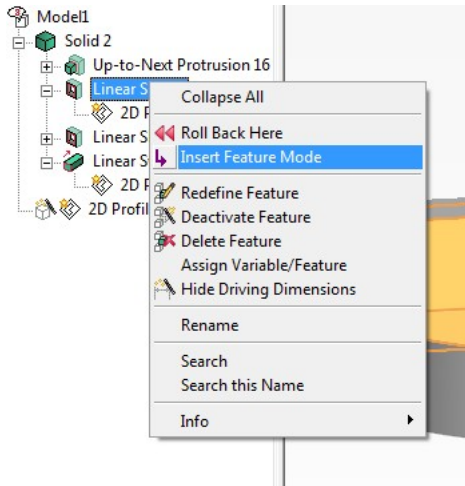 Model1
Solid 2
Up-to-Next Protrusion 16
Linear S
2D P
Linear S
Linear S
2D P
2D Profil
Collapse All
Roll Back Here
Insert Feature Mode
Redefine Feature
Deactivate Feature
Delete Feature
Assign Variable/Feature
Hide Driving Dimensions
Rename
Search
Search this Name
Info